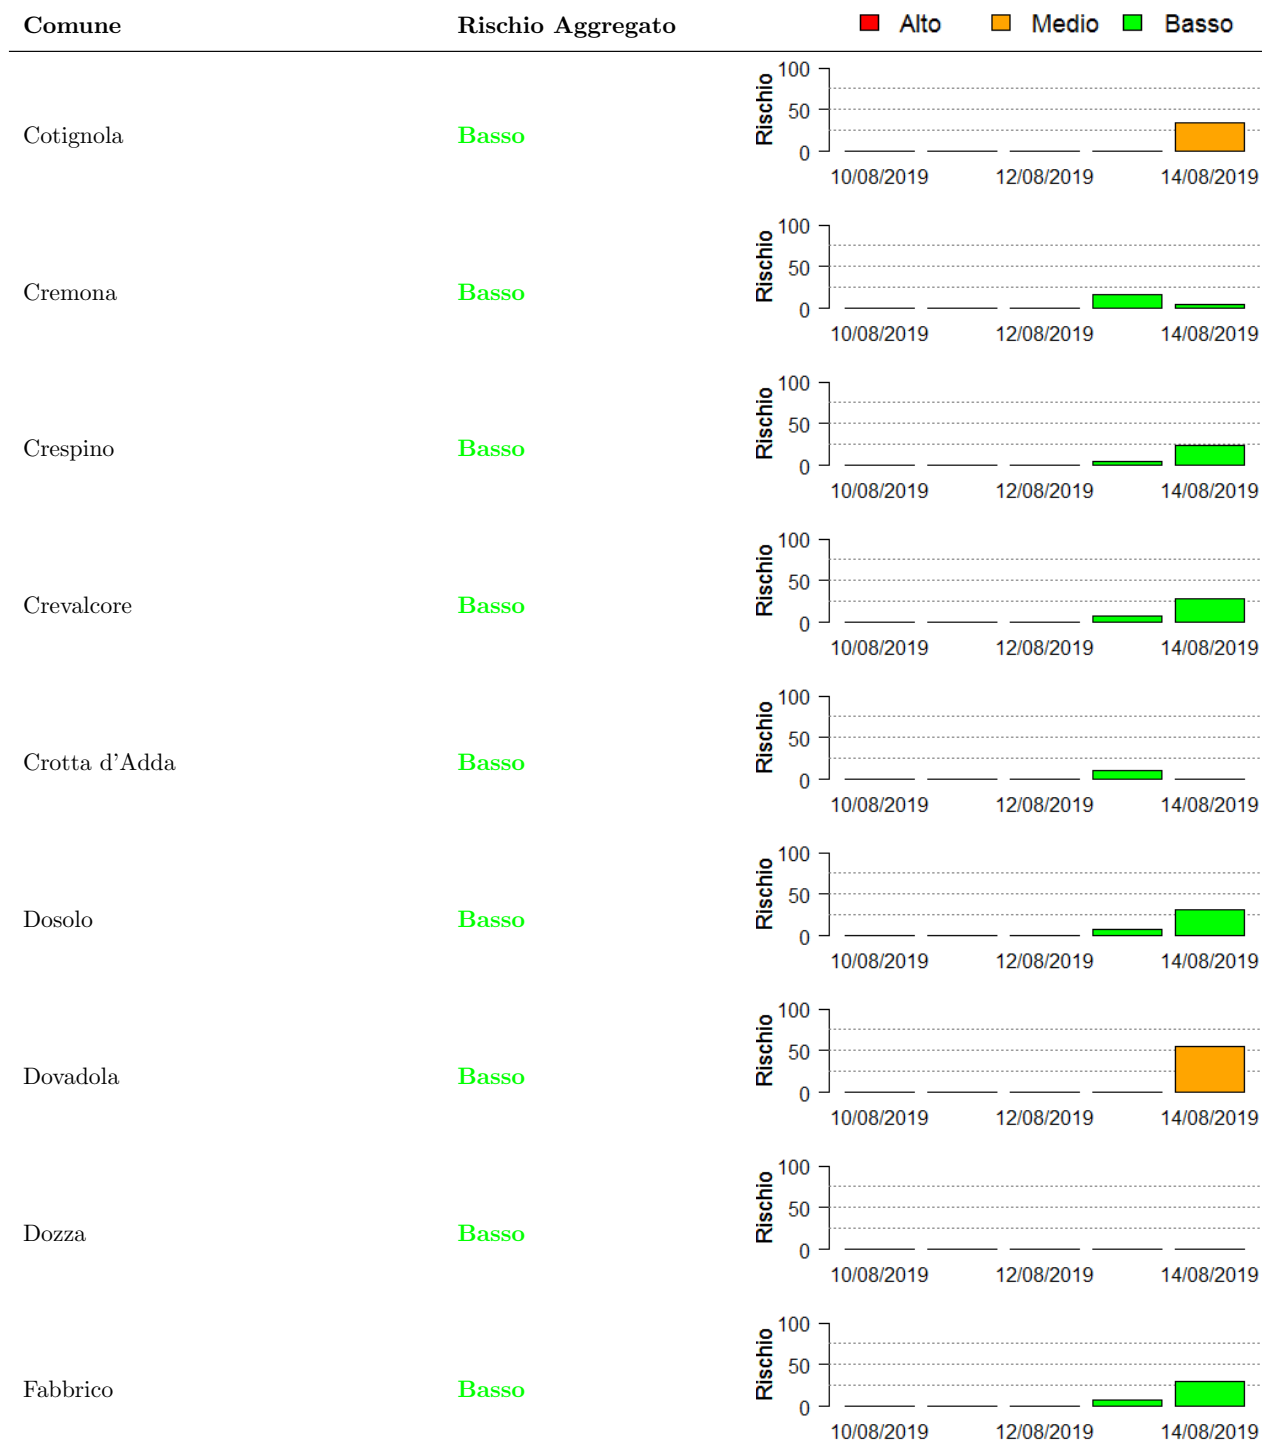 Comune Rischio Aggregato Alto Medio Basso
100
50
0
Rischio
Cotignola Basso
10/08/2019 12/08/2019 14/08/2019
100
50
0
Rischio
Cremona Basso
10/08/2019 12/08/2019 14/08/2019
100
50
0
Rischio
Crespino Basso
10/08/2019 12/08/2019 14/08/2019
100
50
0
Rischio
Crevalcore Basso
10/08/2019 12/08/2019 14/08/2019
100
50
0
Rischio
Crotta d'Adda Basso
10/08/2019 12/08/2019 14/08/2019
100
50
0
Rischio
Dosolo Basso
10/08/2019 12/08/2019 14/08/2019
100
50
0
Rischio
Dovadola Basso
10/08/2019 12/08/2019 14/08/2019
100
50
0
Rischio
Dozza Basso
10/08/2019 12/08/2019 14/08/2019
100
50
0
Rischio
Fabbrico Basso
10/08/2019 12/08/2019 14/08/2019